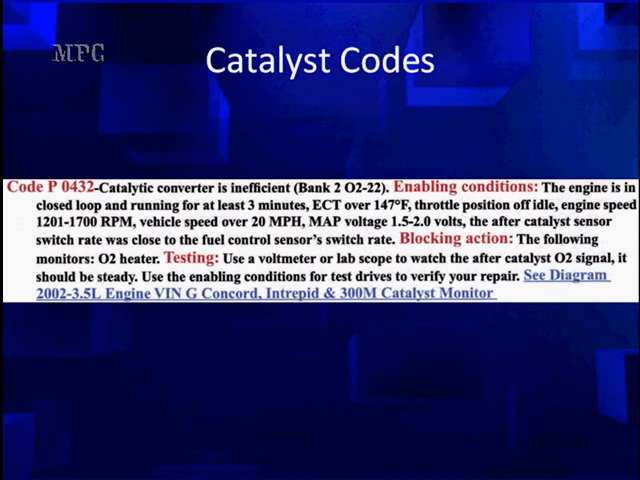 MPC
Catalyst Codes
Code P 0432-Catalytic converter is inefficient (Bank 2 O2-22). Enabling conditions: The engine is in
closed loop and running for at least 3 minutes, ECT over 147°F, throttle position off idle, engine speed
1201-1700 RPM, vehicle speed over 20 MPH, MAP voltage 1.5-2.0 volts, the after catalyst sensor
switch rate was close to the fuel control sensor's switch rate. Blocking action: The following
monitors: O2 heater. Testing: Use a voltmeter or lab scope to watch the after catalyst O2 signal, it
should be steady. Use the enabling conditions for test drives to verify your repair. See Diagram
2002-3.5L Engine VIN G Concord, Intrepid & 300M Catalyst Monitor